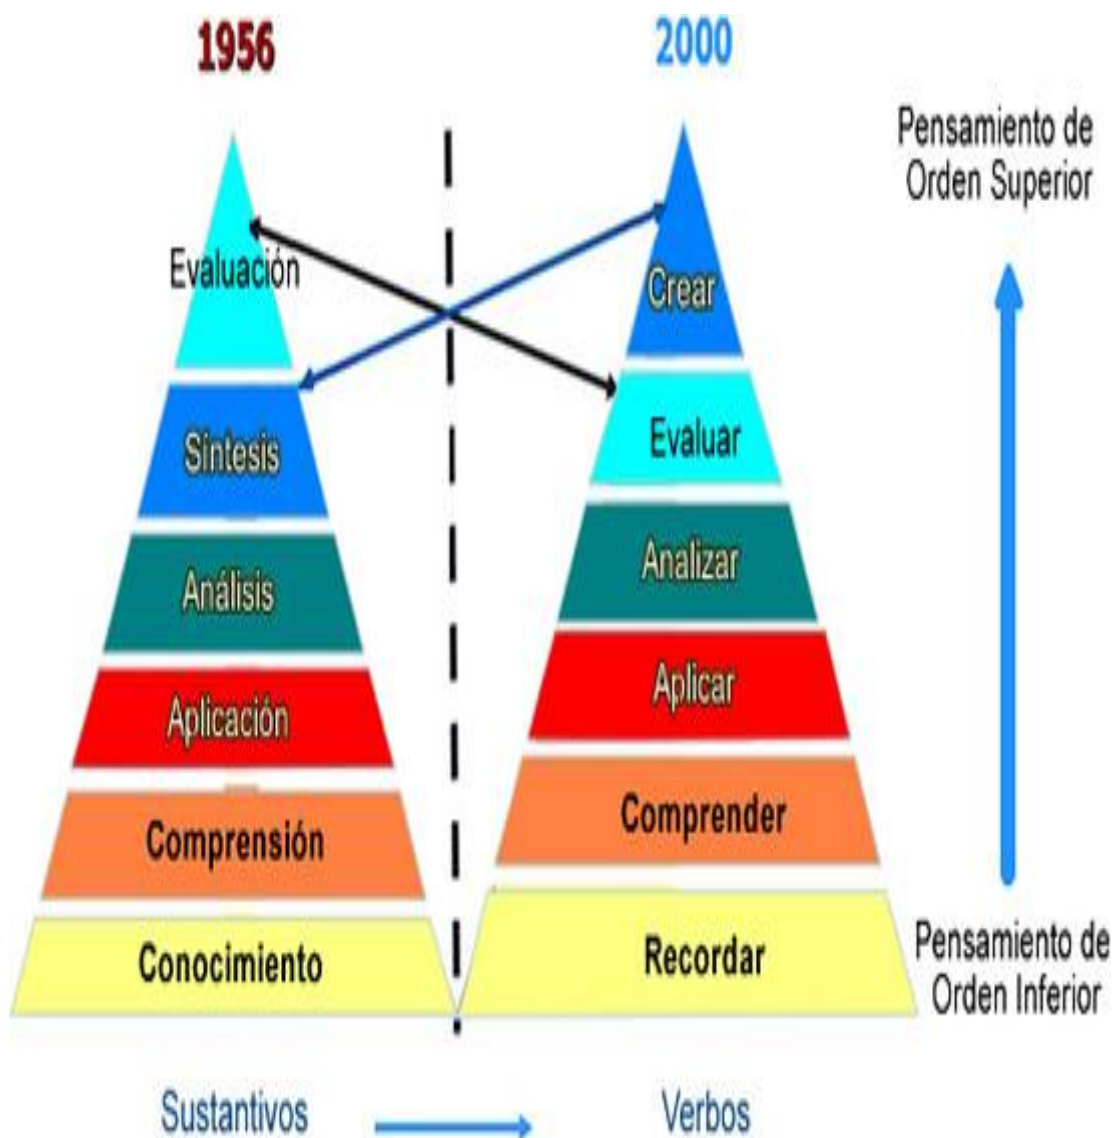 1956
2000
Pensamiento de
Orden Superior
Evaluación
Crear
Síntesis
Evaluar
Análisis
Analizar
Aplicación
Aplicar
Comprensión
Comprender
Conocimiento
Recordar
Pensamiento de
Orden Inferior
Sustantivos
Verbos